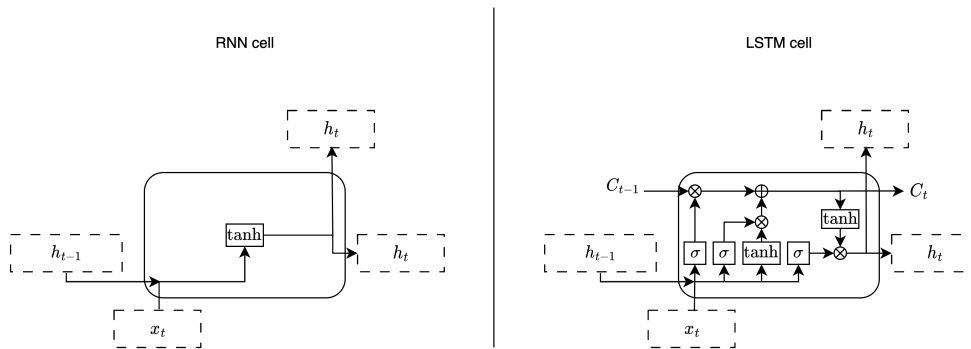 RNN cell
h_t
tanh
h_{t-1}
h_t
x_t
LSTM cell
h_t
C_{t-1}
C_t
tanh
h_{t-1}
σ
σ
tanh
σ
h_t
x_t